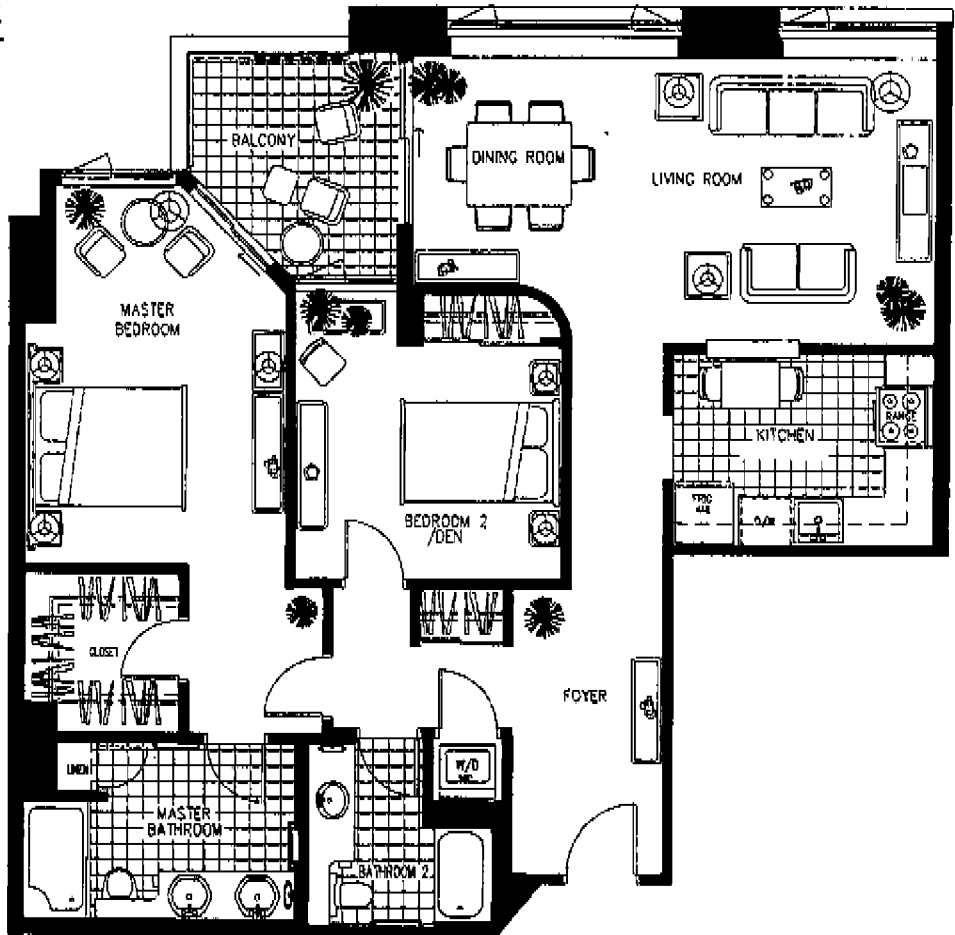 BALCONY
DINING ROOM
LIVING ROOM
MASTER
BEDROOM
RANGE
KITCHEN
BEDROOM 2
/DEN
D/W
CLOSET
FOYER
LINEN
W/D
MASTER
BATHROOM
BATHROOM 2